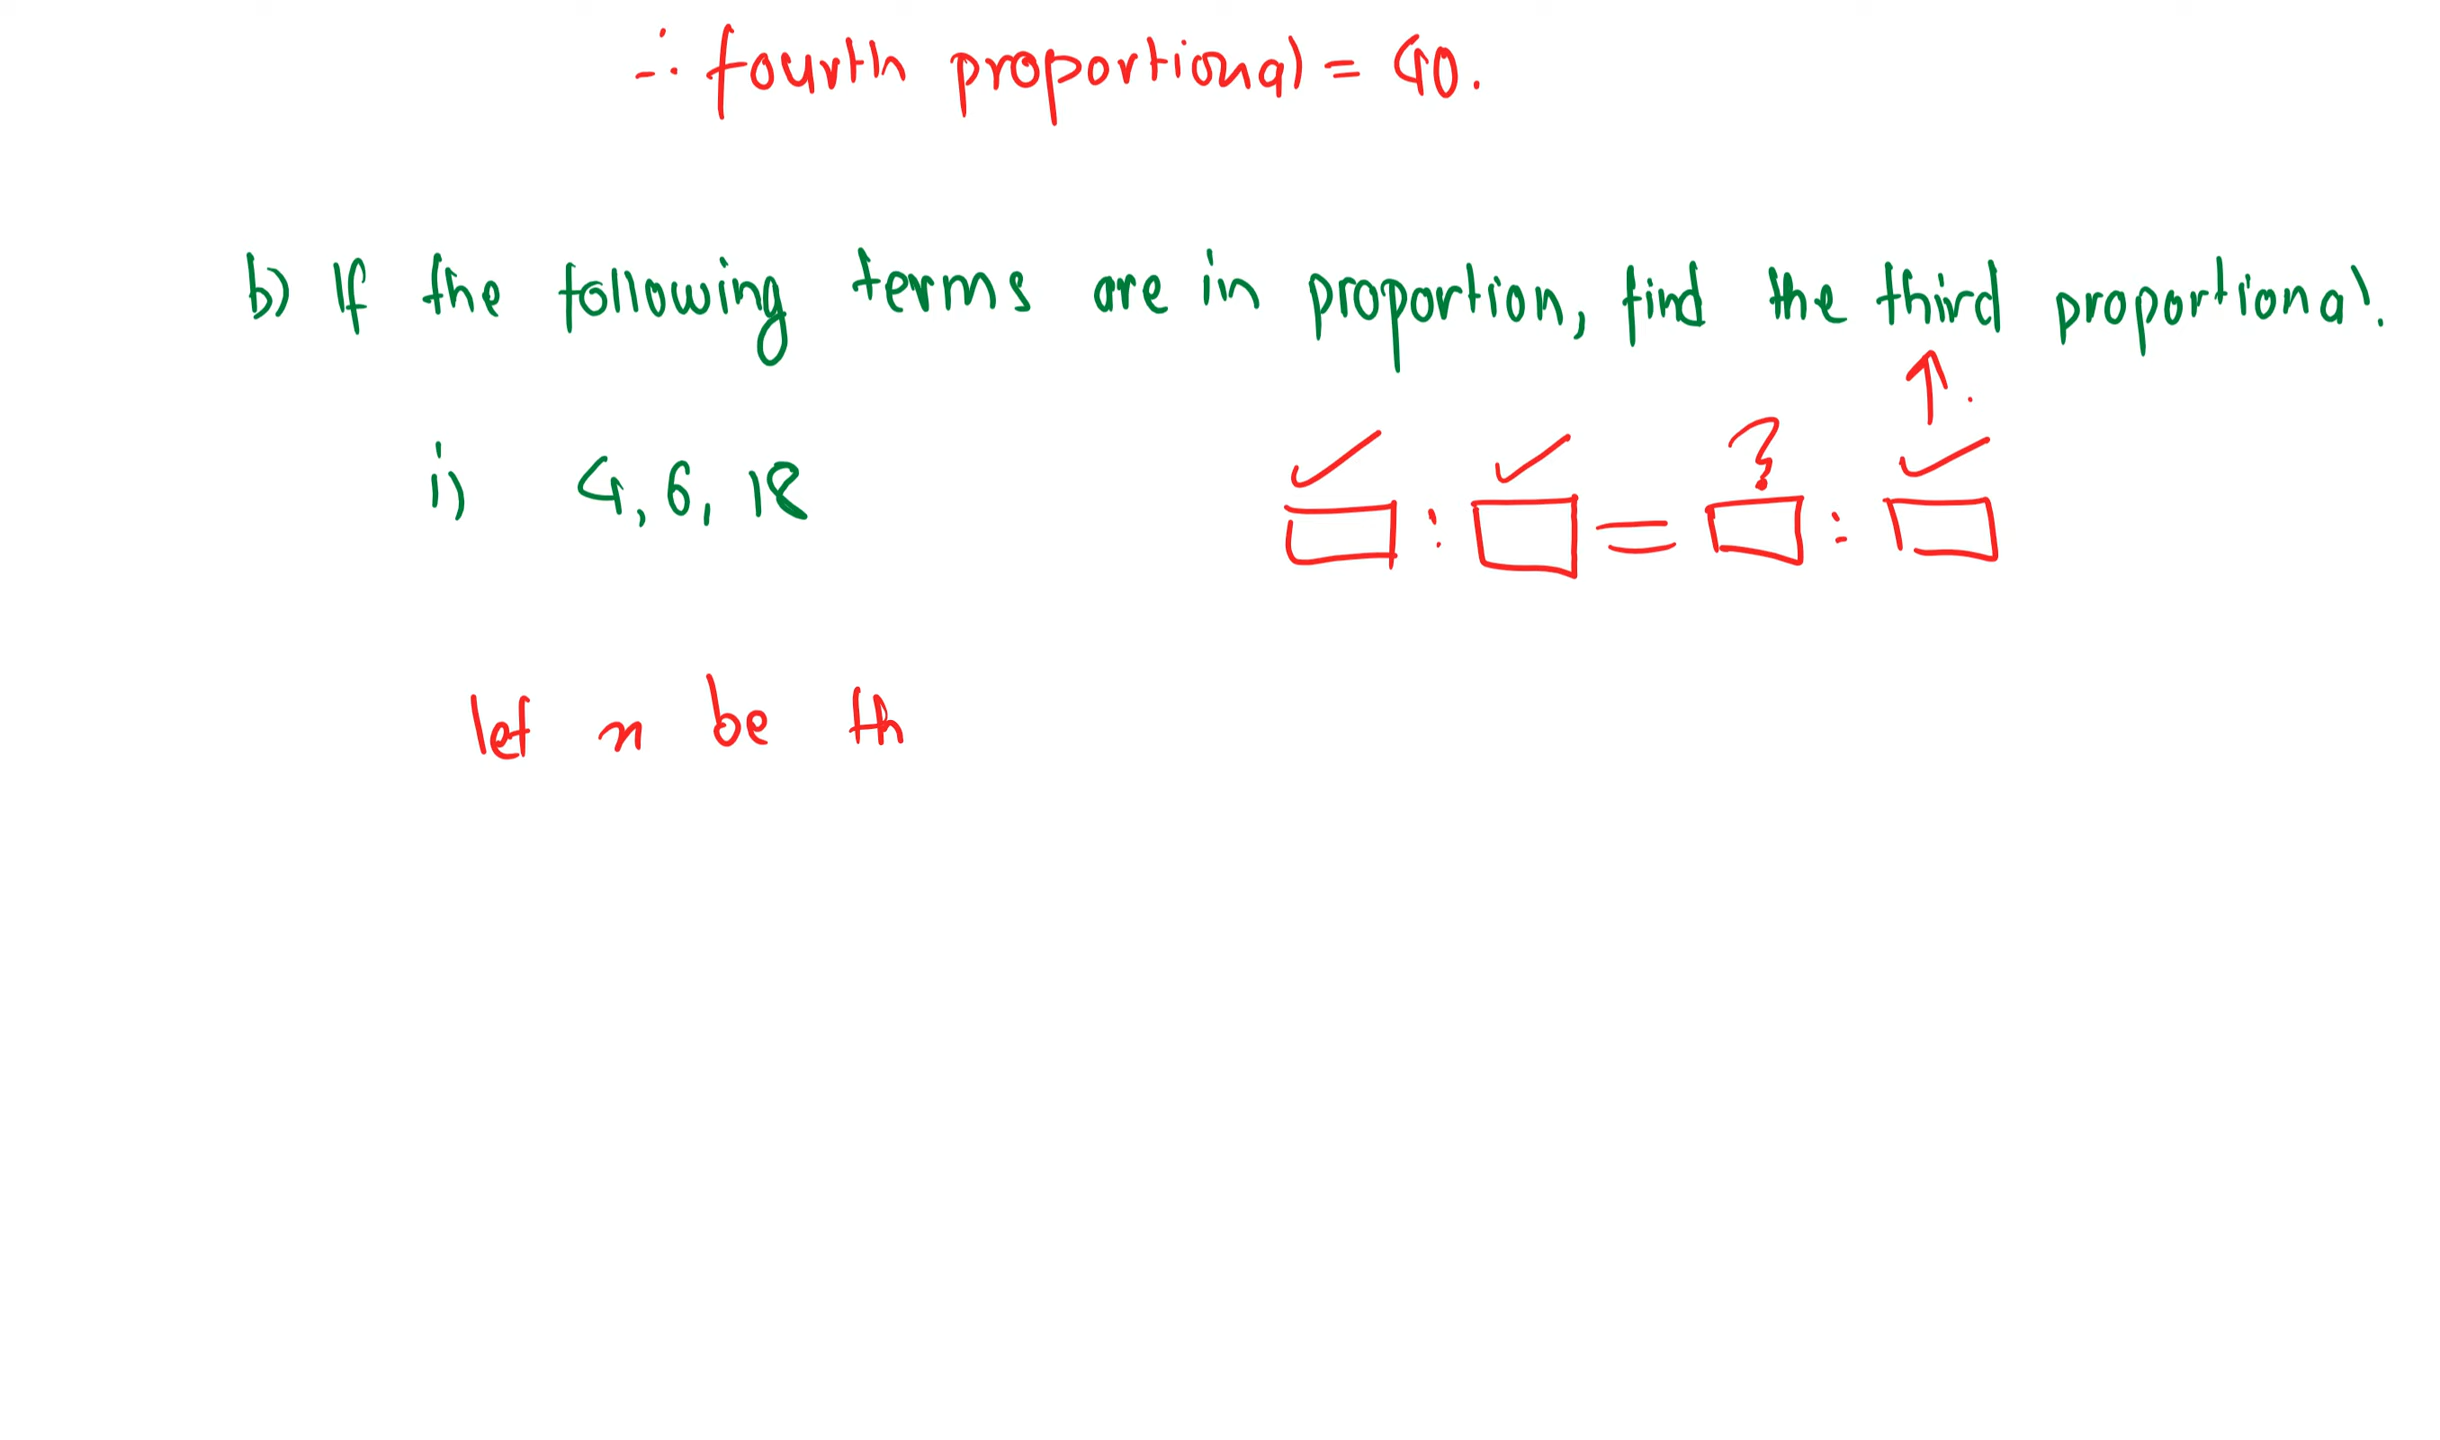 ∴ fourth proportional = 40.
b) If the following terms are in proportion, find the third proportional.
i) 4, 6, 18
? : =  :
let x be th